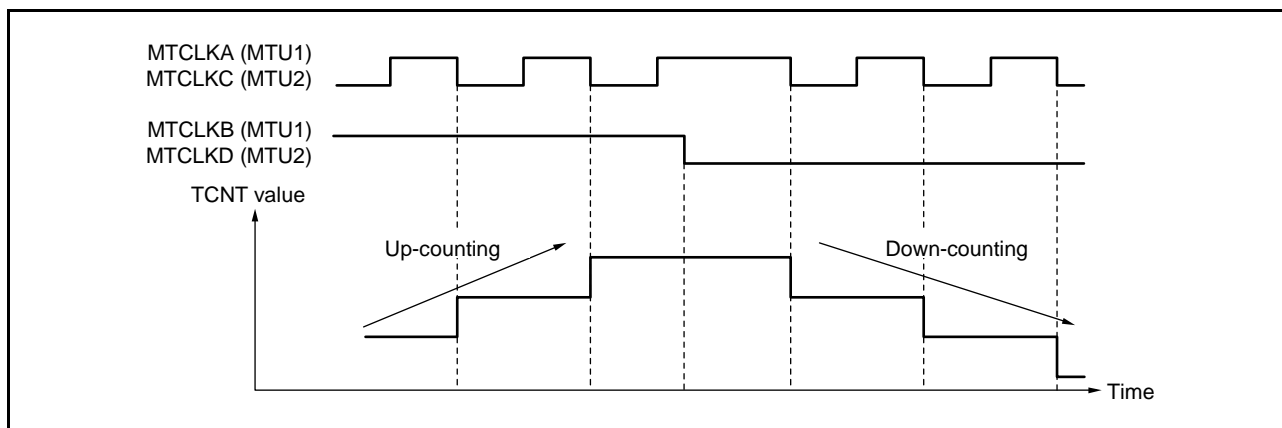 MTCLKA (MTU1)
MTCLKC (MTU2)
MTCLKB (MTU1)
MTCLKD (MTU2)
TCNT value
Up-counting
Down-counting
Time